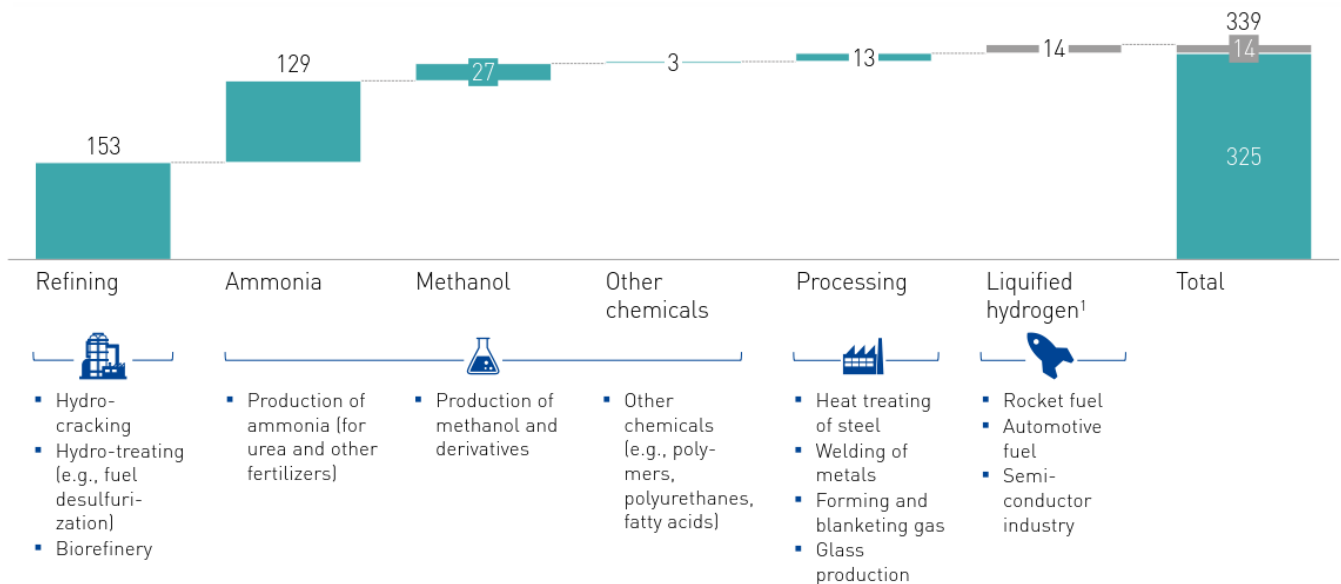 153
129
27
3
13
14
339
14
325
Refining
Ammonia
Methanol
Other
chemicals
Processing
Liquified
hydrogen¹
Total
▪ Hydro-
cracking
▪ Hydro-treating
(e.g., fuel
desulfuri-
zation)
▪ Biorefinery
▪ Production of
ammonia (for
urea and other
fertilizers)
▪ Production of
methanol and
derivatives
▪ Other
chemicals
(e.g., poly-
mers,
polyurethanes,
fatty acids)
▪ Heat treating
of steel
▪ Welding of
metals
▪ Forming and
blanketing gas
▪ Glass
production
▪ Rocket fuel
▪ Automotive
fuel
▪ Semi-
conductor
industry